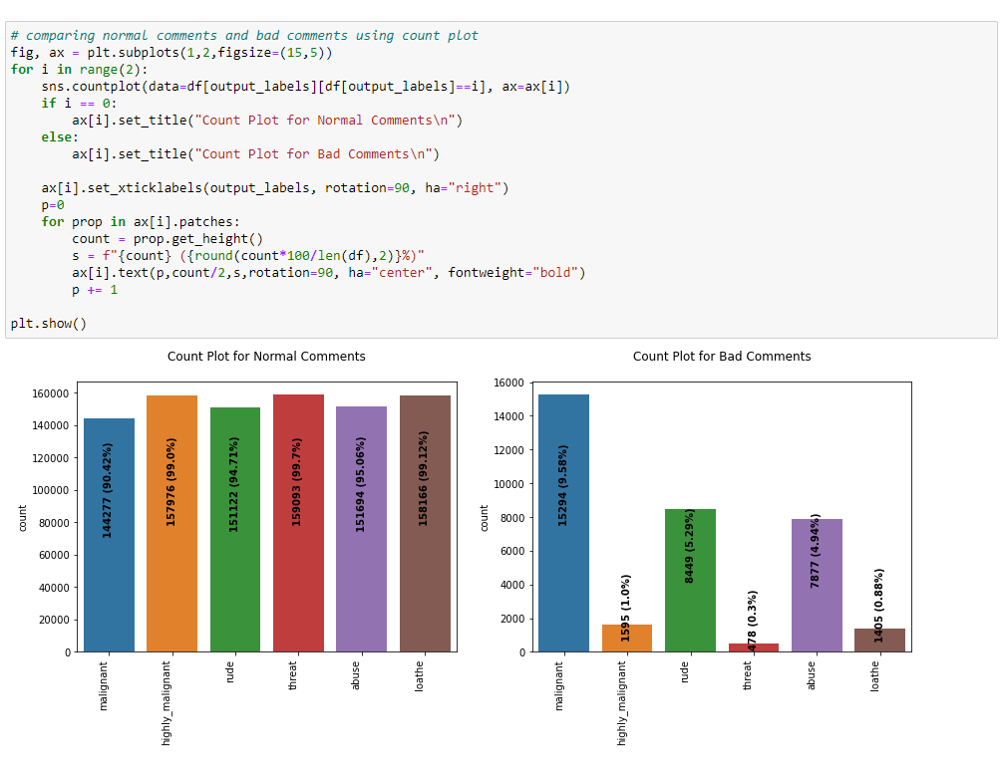 # comparing normal comments and bad comments using count plot
fig, ax = plt.subplots(1,2,figsize=(15,5))
for i in range(2):
    sns.countplot(data=df[output_labels][df[output_labels]==i], ax=ax[i])
    if i == 0:
        ax[i].set_title("Count Plot for Normal Comments\n")
    else:
        ax[i].set_title("Count Plot for Bad Comments\n")

    ax[i].set_xticklabels(output_labels, rotation=90, ha="right")
    p=0
    for prop in ax[i].patches:
        count = prop.get_height()
        s = f"{count} ({round(count*100/len(df),2)}%)"
        ax[i].text(p,count/2,s,rotation=90, ha="center", fontweight="bold")
        p += 1

plt.show()
Count Plot for Normal Comments
count
160000
140000
120000
100000
80000
60000
40000
20000
0
144277 (90.42%)
157976 (99.0%)
151122 (94.71%)
159093 (99.7%)
151694 (95.06%)
158166 (99.12%)
malignant
highly_malignant
rude
threat
abuse
loathe
Count Plot for Bad Comments
count
16000
14000
12000
10000
8000
6000
4000
2000
0
15294 (9.58%)
1595 (1.0%)
8449 (5.29%)
478 (0.3%)
7877 (4.94%)
1405 (0.88%)
malignant
highly_malignant
rude
threat
abuse
loathe